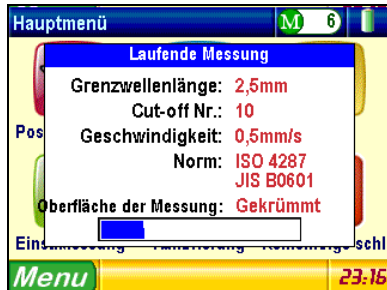 Hauptmenü M 6
Laufende Messung
Grenzwellenlänge: 2,5mm
Cut-off Nr.: 10
Geschwindigkeit: 0,5mm/s
Norm: ISO 4287
JIS B0601
Pos
Oberfläche der Messung: Gekrümmt
Menu 23:16